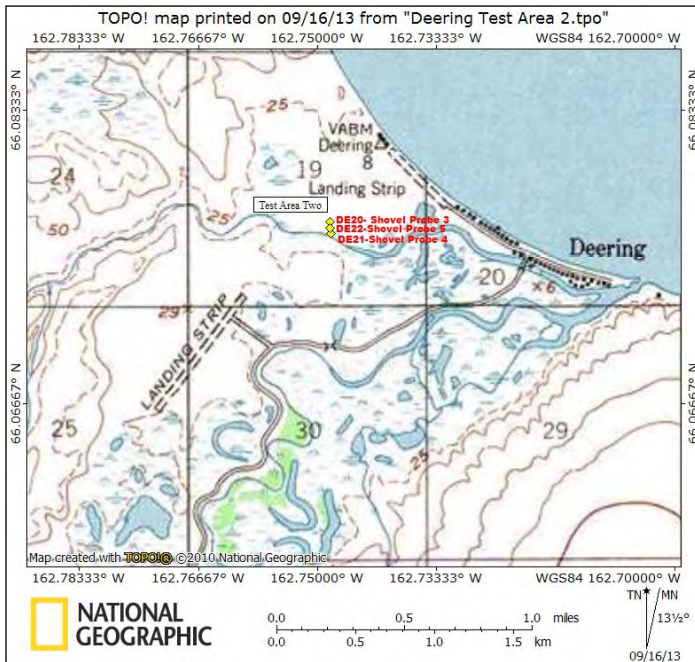 TOPO! map printed on 09/16/13 from "Deering Test Area 2.tpo"
162.78333° W 162.76667° W 162.75000° W 162.73333° W WGS84 162.70000° W
66.08333° N
66.08333° N
25
VABM
Deering
8
24
19
Landing Strip
Test Area Two
DE20- Shovel Probe 3
DE22-Shovel Probe 5
DE21-Shovel Probe 4
50
25
Deering
20
×6
29
LANDING STRIP
66.06667° N
66.06667° N
25
30
29
25
Map created with TOPO!® ©2010 National Geographic
162.78333° W 162.76667° W 162.75000° W 162.73333° W WGS84 162.70000° W
NATIONAL
GEOGRAPHIC
0.0 0.5 1.0 miles
0.0 0.5 1.0 1.5 km
TN MN
13½°
09/16/13